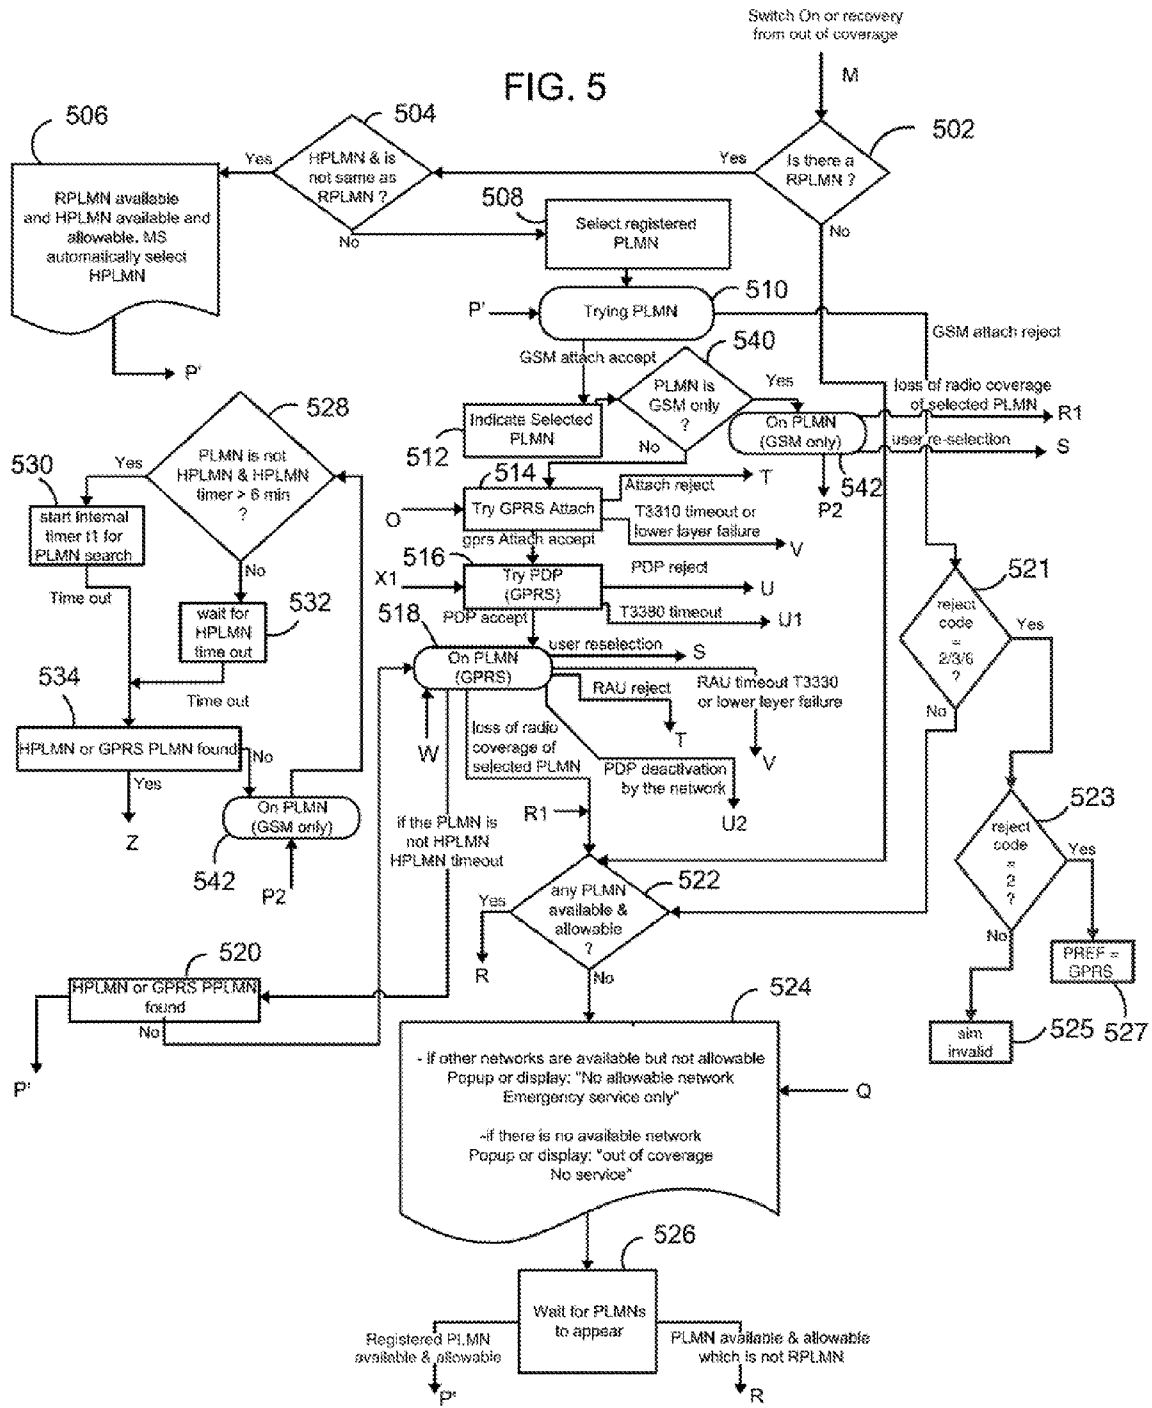 Switch On or recovery
from out of coverage
M
FIG. 5
506
504
502
Yes
HPLMN & is
not same as
RPLMN ?
Yes
Is there a
RPLMN ?
RPLMN available
and HPLMN available and
allowable. MS
automatically select
HPLMN
508
Select registered
PLMN
No
No
P'
Trying PLMN
510
GSM attach reject
GSM attach accept
540
P'
PLMN is
GSM only
?
Yes
loss of radio coverage
of selected PLMN
R1
528
Indicate Selected
PLMN
On PLMN
(GSM only)
user re-selection
S
512
No
542
P2
PLMN is not
HPLMN & HPLMN
timer > 6 min
?
Yes
530
514
Attach reject
T
start Internal
timer t1 for
PLMN search
O
Try GPRS Attach
T3310 timeout or
lower layer failure
V
gprs Attach accept
516
No
Time out
X1
Try PDP
(GPRS)
PDP reject
U
521
wait for
HPLMN
time out
532
PDP accept
T3380 timeout
U1
reject
code
=
2/3/6
?
Yes
518
user reselection
S
On PLMN
(GPRS)
RAU reject
T
RAU timeout T3330
or lower layer failure
V
No
534
Time out
HPLMN or GPRS PLMN found
No
W
loss of radio
coverage of
selected PLMN
PDP deactivation
by the network
U2
Yes
Z
On PLMN
(GSM only)
542
P2
R1
if the PLMN is
not HPLMN
HPLMN timeout
523
reject
code
=
2
?
Yes
522
Yes
any PLMN
available &
allowable
?
R
No
No
520
PREF =
GPRS
527
HPLMN or GPRS PPLMN
found
No
P'
524
sim
invalid
525
- if other networks are available but not allowable
Popup or display: "No allowable network
Emergency service only"
Q
-if there is no available network
Popup or display: "out of coverage
No service"
526
Wait for PLMNs
to appear
Registered PLMN
available & allowable
P'
PLMN available & allowable
which is not RPLMN
R